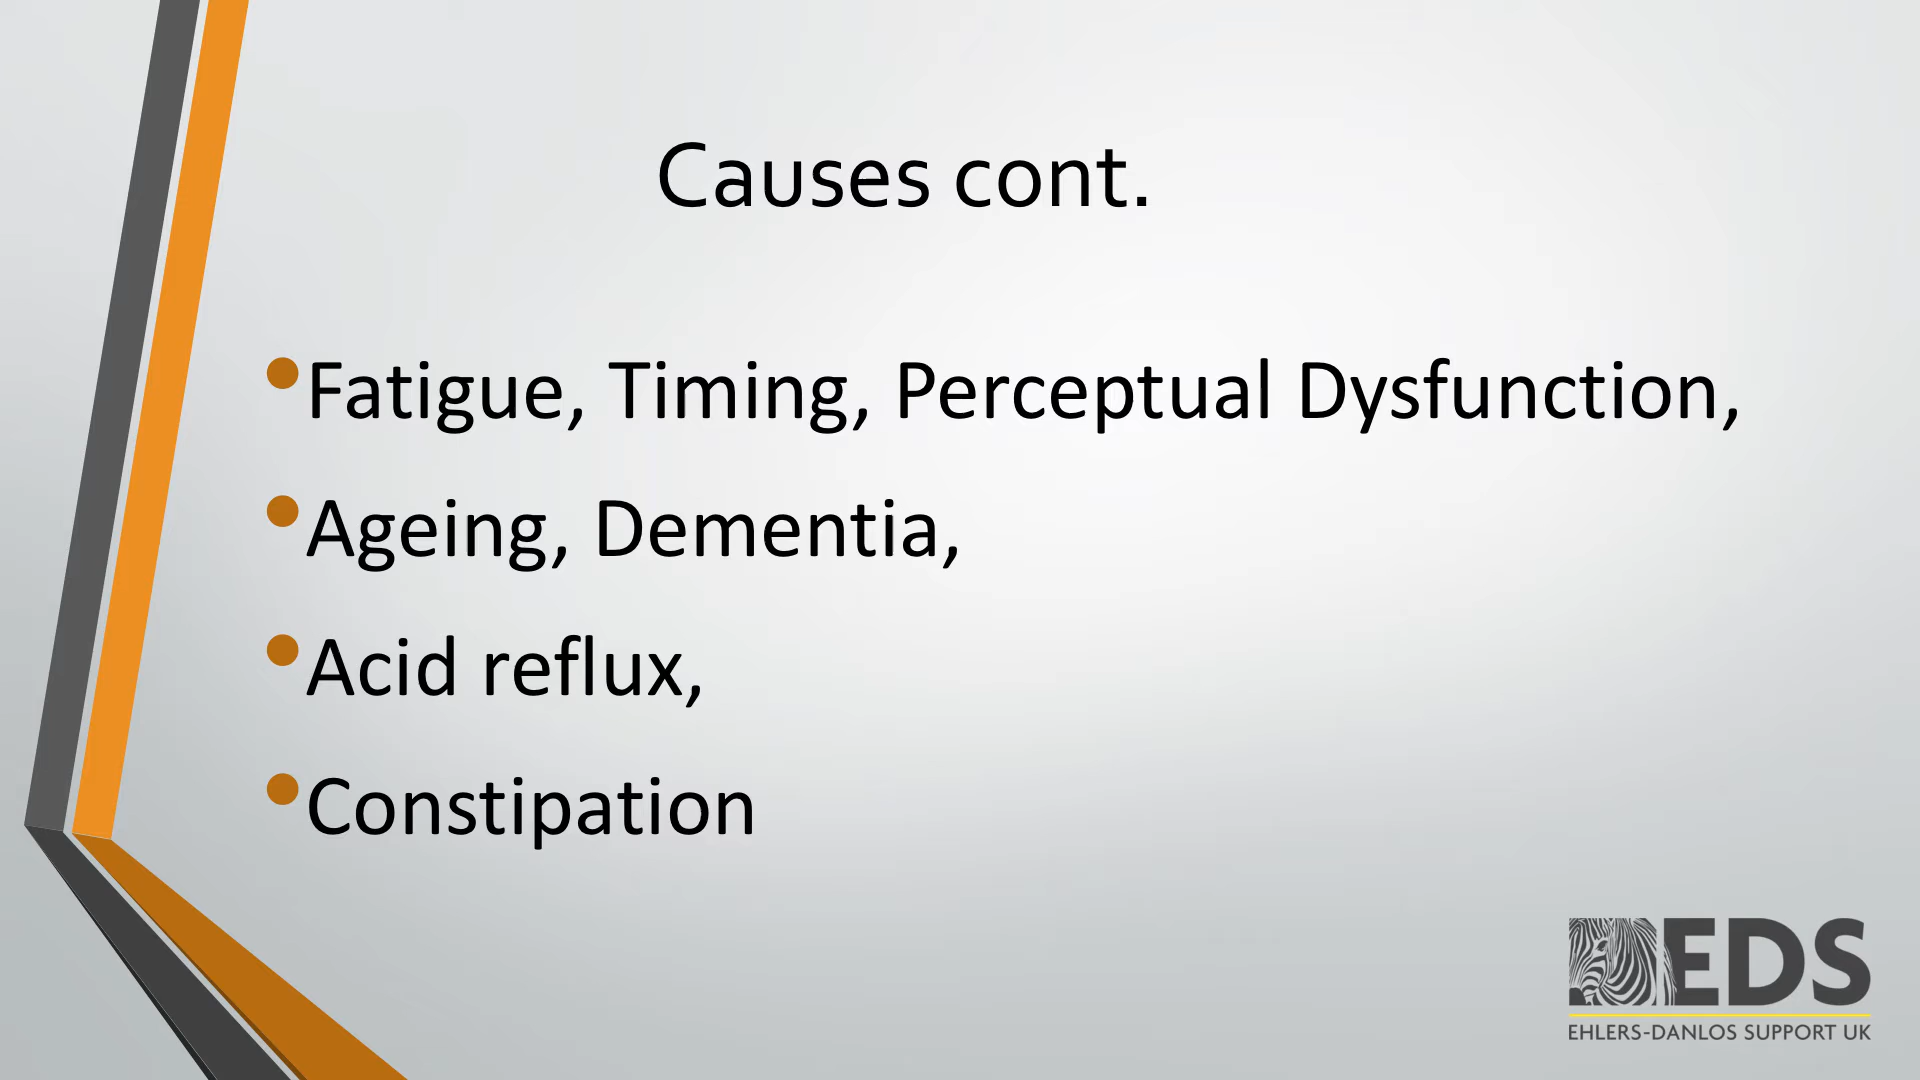 Causes cont.
•Fatigue, Timing, Perceptual Dysfunction,
•Ageing, Dementia,
•Acid reflux,
•Constipation
EDS
EHLERS-DANLOS SUPPORT UK